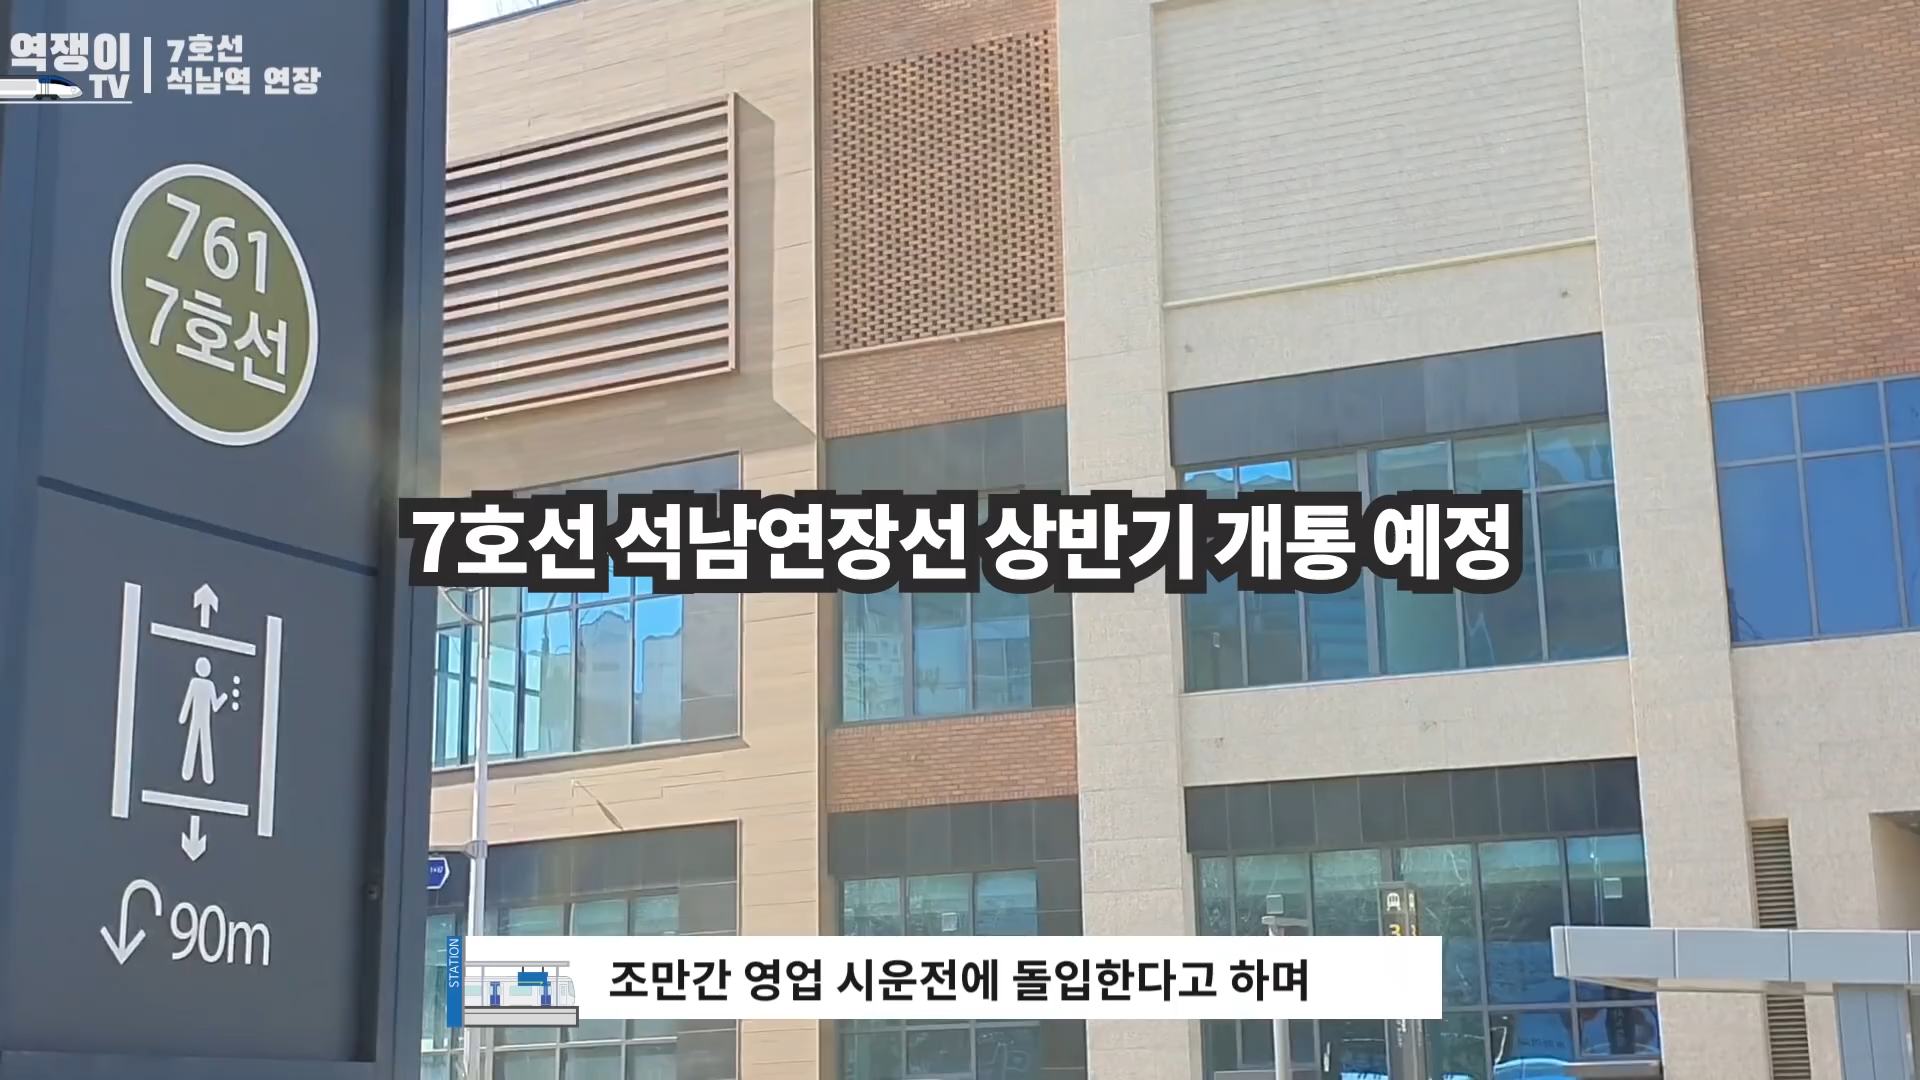 역쟁이
TV
7호선
석남역 연장
761
7호선
90m
7호선 석남연장선 상반기 개통 예정
3
STATION
조만간 영업 시운전에 돌입한다고 하며